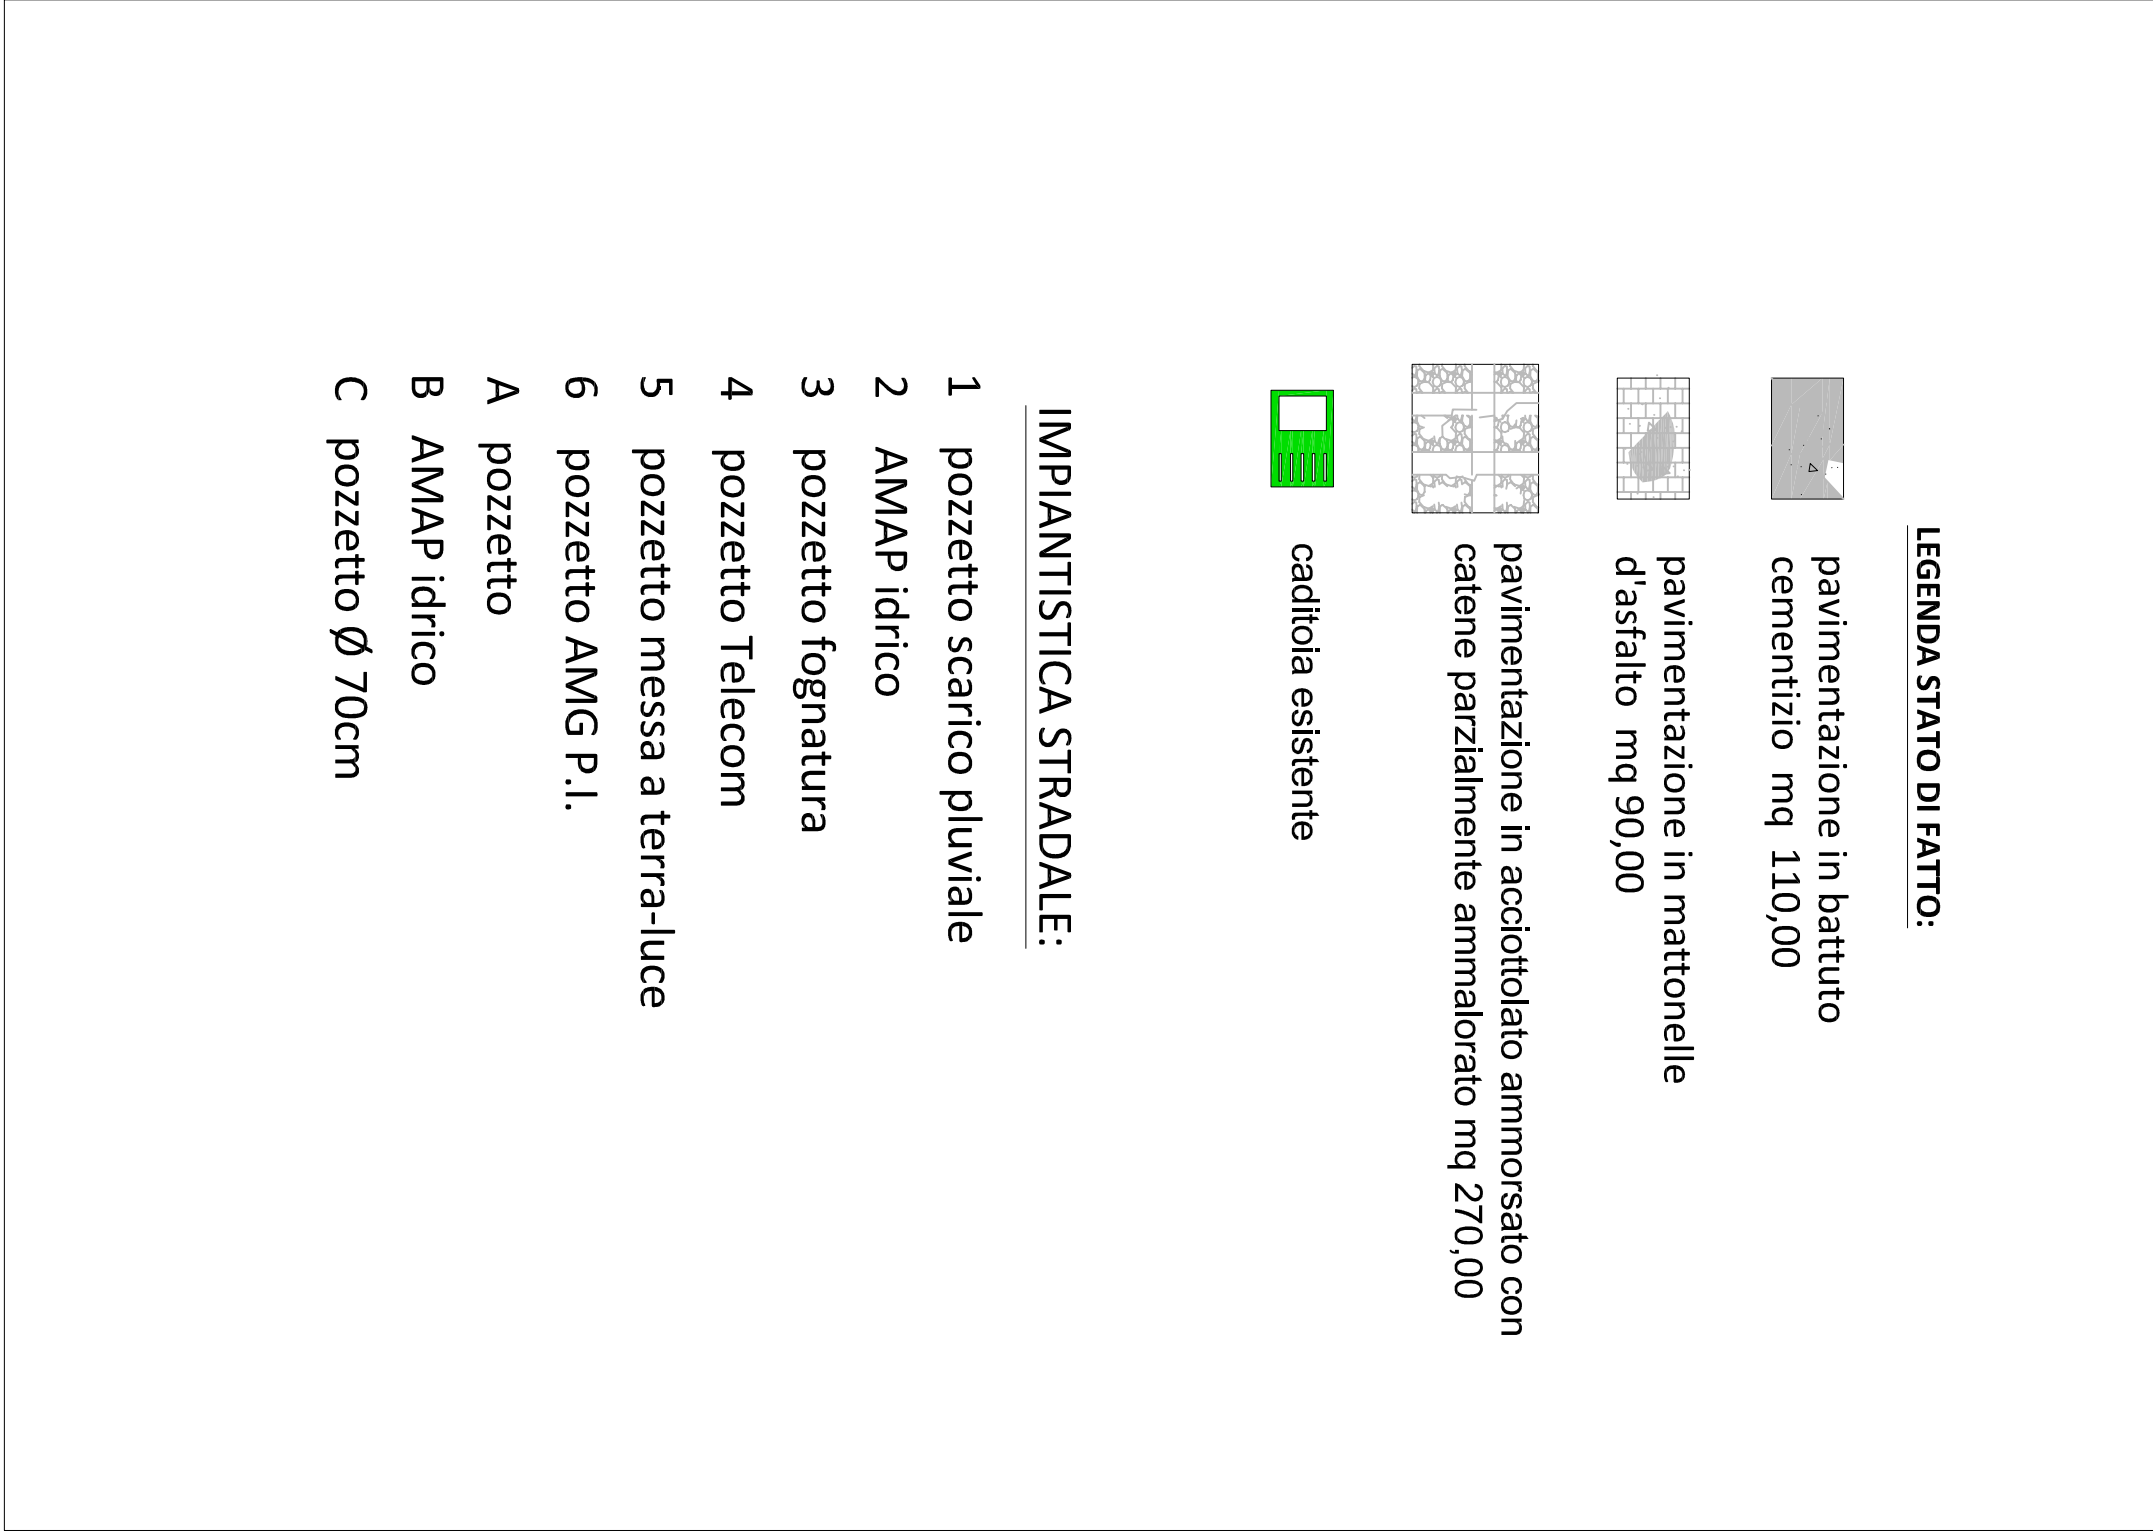 LEGENDA STATO DI FATTO:
pavimentazione in battuto
cementizio mq 110,00
pavimentazione in mattonelle
d'asfalto mq 90,00
pavimentazione in acciottolato ammorsato con
catene parzialmente ammalorato mq 270,00
caditoia esistente
IMPIANTISTICA STRADALE:
1 pozzetto scarico pluviale
2 AMAP idrico
3 pozzetto fognatura
4 pozzetto Telecom
5 pozzetto messa a terra-luce
6 pozzetto AMG P.I.
A pozzetto
B AMAP idrico
C pozzetto Ø 70cm